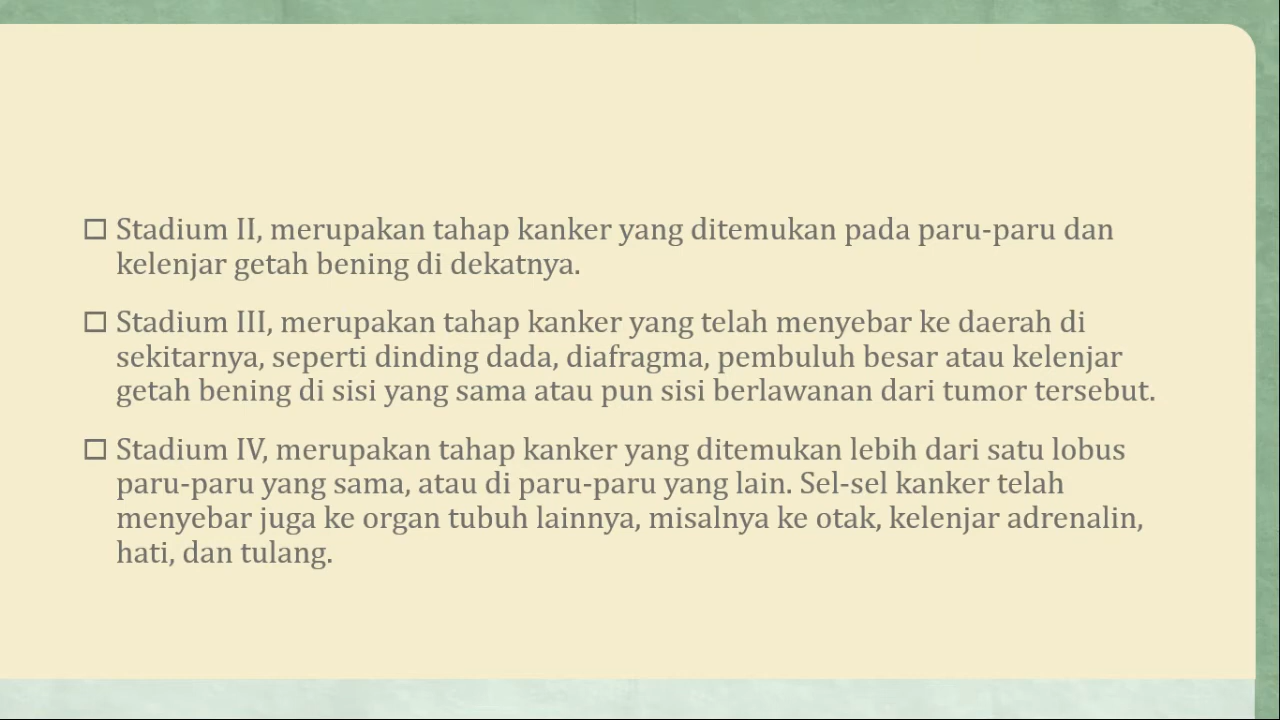 Stadium II, merupakan tahap kanker yang ditemukan pada paru-paru dan
kelenjar getah bening di dekatnya.
Stadium III, merupakan tahap kanker yang telah menyebar ke daerah di
sekitarnya, seperti dinding dada, diafragma, pembuluh besar atau kelenjar
getah bening di sisi yang sama atau pun sisi berlawanan dari tumor tersebut.
Stadium IV, merupakan tahap kanker yang ditemukan lebih dari satu lobus
paru-paru yang sama, atau di paru-paru yang lain. Sel-sel kanker telah
menyebar juga ke organ tubuh lainnya, misalnya ke otak, kelenjar adrenalin,
hati, dan tulang.